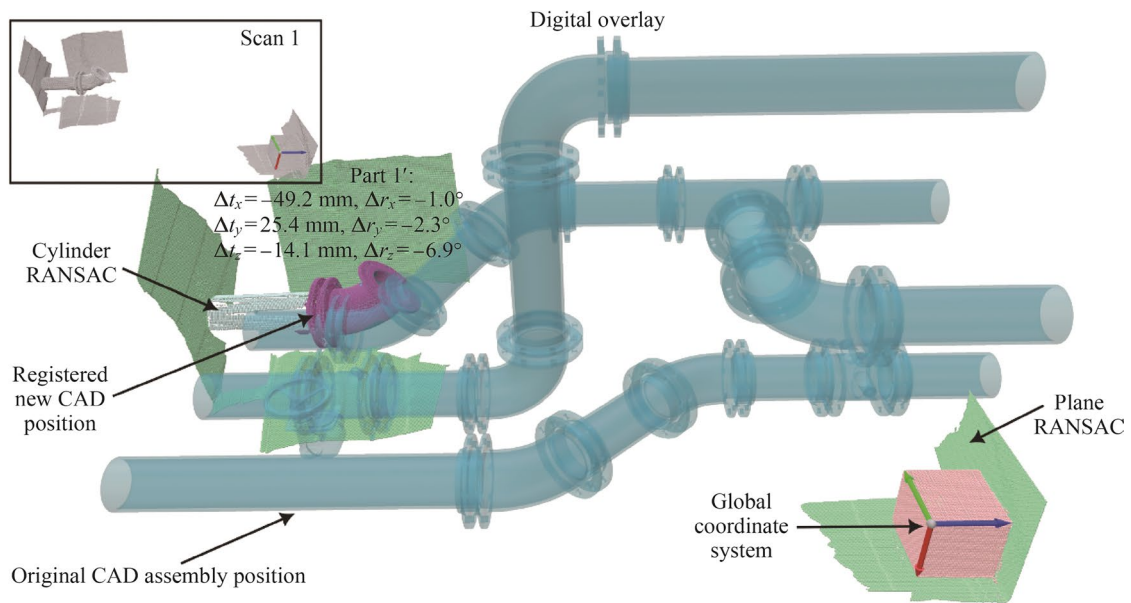 Digital overlay
Scan 1
Part 1′:
Δtx = −49.2 mm, Δrx = −1.0°
Δty = 25.4 mm, Δry = −2.3°
Δtz = −14.1 mm, Δrz = −6.9°
Cylinder
RANSAC
Registered
new CAD
position
Plane
RANSAC
Global
coordinate
system
Original CAD assembly position